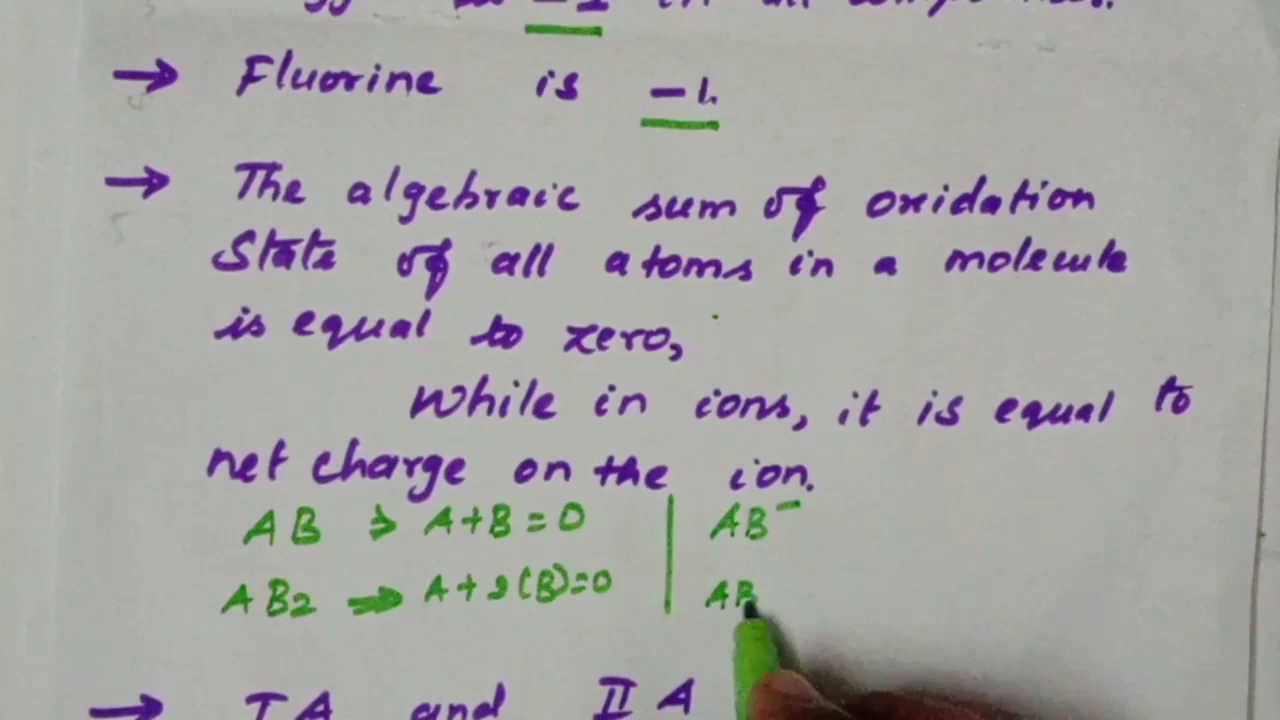 in all
→ Fluorine is -1.
→ The algebraic sum of oxidation
State of all atoms in a molecule
is equal to zero,
While in ions, it is equal to
net charge on the ion.
AB → A+B=0 | AB⁻
AB2 → A+2(B)=0 | AB
→ IA and IIA